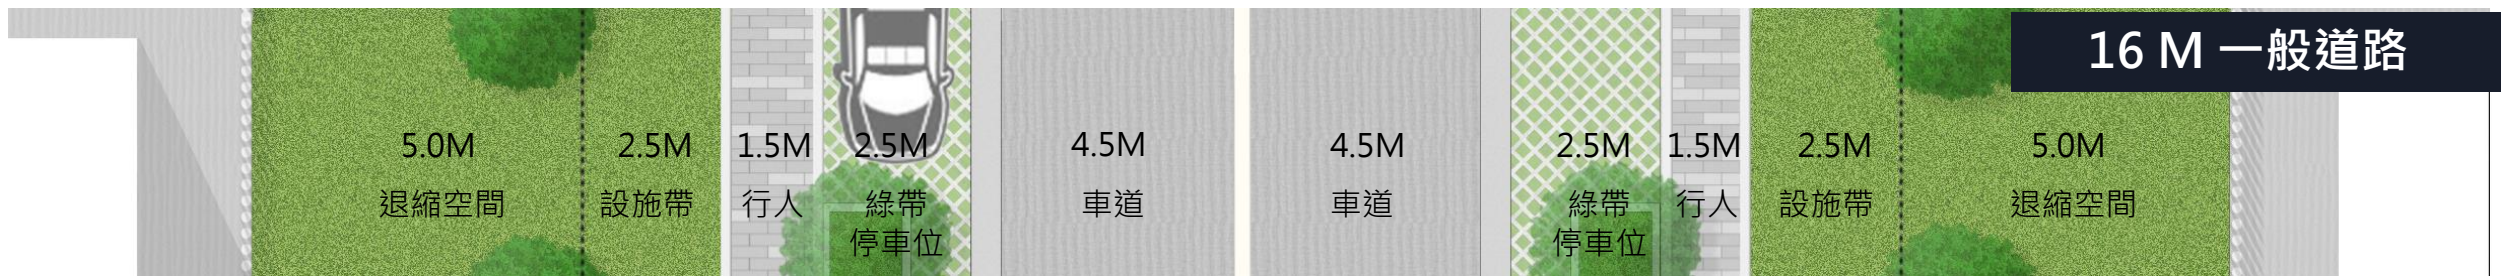 16 M 一般道路
5.0M 2.5M 1.5M 2.5M 4.5M 4.5M 2.5M 1.5M 2.5M 5.0M
退縮空間 設施帶 行人 綠帶 車道 車道 綠帶 行人 設施帶 退縮空間
停車位 停車位